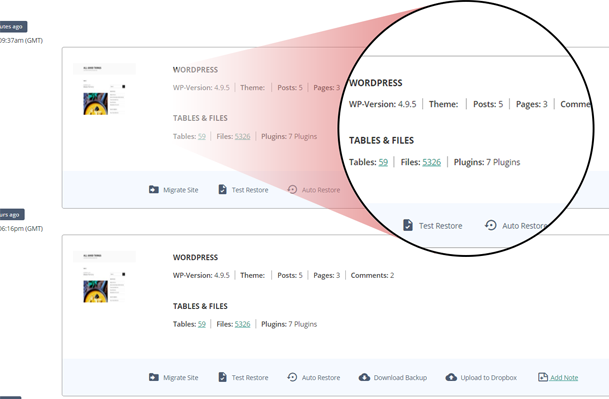 utes ago
09:37am (GMT)
WORDPRESS
WP-Version: 4.9.5 | Theme: | Posts: 5 | Pages: 3
TABLES & FILES
Tables: 59 | Files: 5326 | Plugins: 7 Plugins
Migrate Site Test Restore Auto Restore
WORDPRESS
WP-Version: 4.9.5 | Theme: | Posts: 5 | Pages: 3 | Comme
TABLES & FILES
Tables: 59 | Files: 5326 | Plugins: 7 Plugins
Test Restore Auto Restore
urs ago
06:16pm (GMT)
WORDPRESS
WP-Version: 4.9.5 | Theme: | Posts: 5 | Pages: 3 | Comments: 2
TABLES & FILES
Tables: 59 | Files: 5326 | Plugins: 7 Plugins
Migrate Site Test Restore Auto Restore Download Backup Upload to Dropbox Add Note